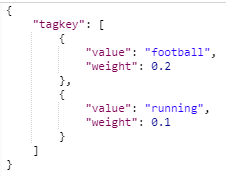 {
    "tagkey": [
        {
            "value": "football",
            "weight": 0.2
        },
        {
            "value": "running",
            "weight": 0.1
        }
    ]
}